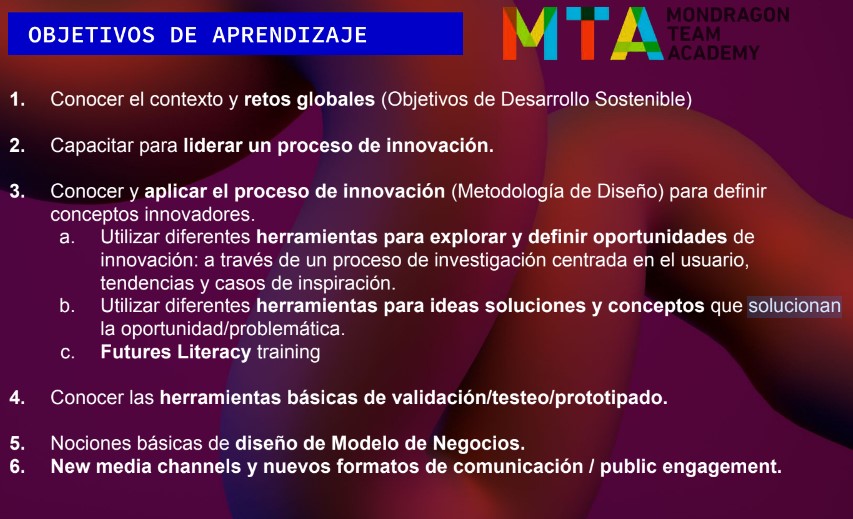 OBJETIVOS DE APRENDIZAJE
MTA MONDRAGON
TEAM
ACADEMY
1. Conocer el contexto y retos globales (Objetivos de Desarrollo Sostenible)
2. Capacitar para liderar un proceso de innovación.
3. Conocer y aplicar el proceso de innovación (Metodología de Diseño) para definir
conceptos innovadores.
a. Utilizar diferentes herramientas para explorar y definir oportunidades de
innovación: a través de un proceso de investigación centrada en el usuario,
tendencias y casos de inspiración.
b. Utilizar diferentes herramientas para ideas soluciones y conceptos que solucionan
la oportunidad/problemática.
c. Futures Literacy training
4. Conocer las herramientas básicas de validación/testeo/prototipado.
5. Nociones básicas de diseño de Modelo de Negocios.
6. New media channels y nuevos formatos de comunicación / public engagement.